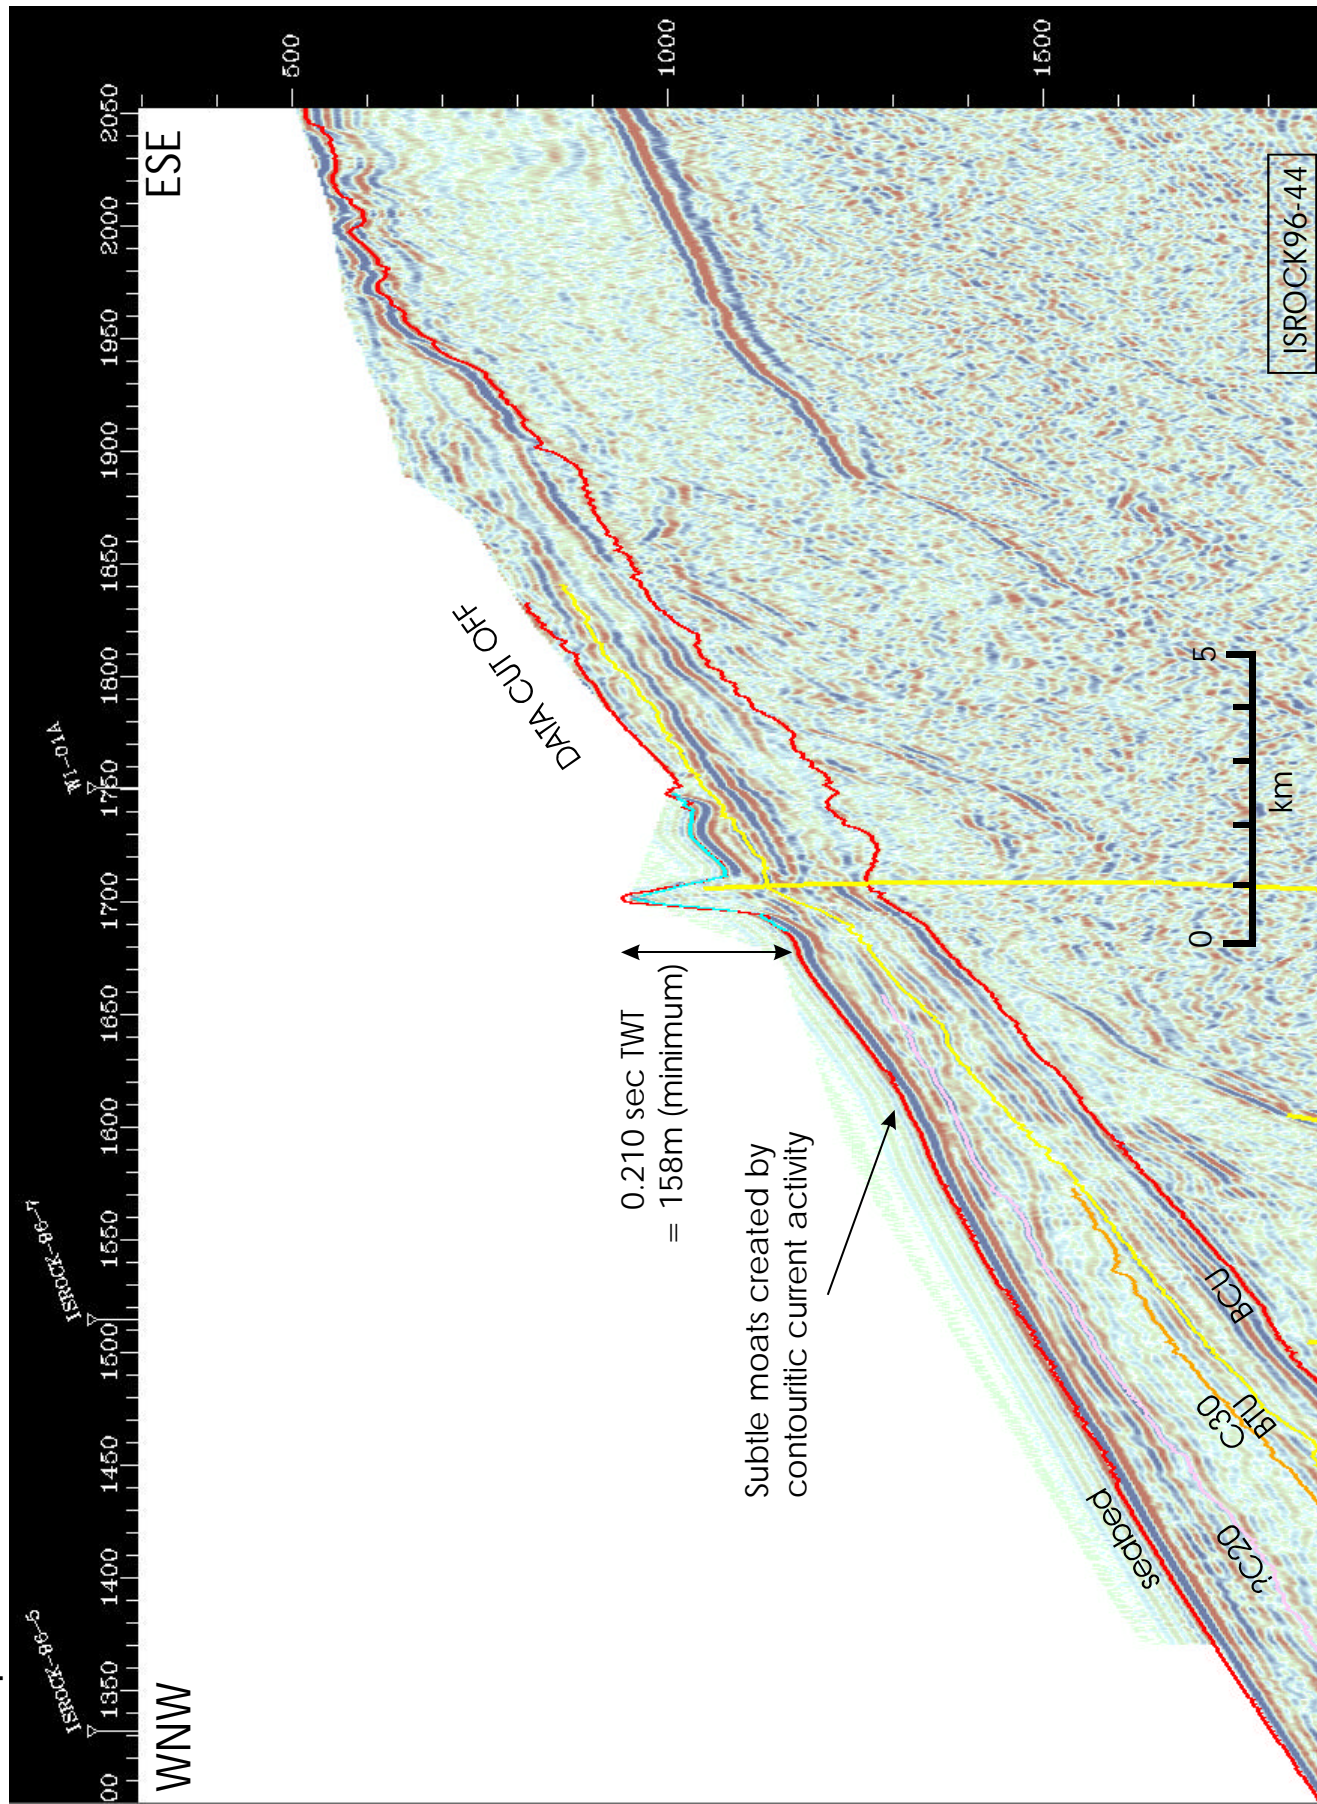 ISROCK-96-5
ISROCK-96-7
W1-01A
00 1350 1400 1450 1500 1550 1600 1650 1700 1750 1800 1850 1900 1950 2000 2050
WNW
ESE
500
1000
1500
DATA CUT OFF
0.210 sec TWT
= 158m (minimum)
Subtle moats created by
contouritic current activity
seabed
?C20
C30
BTU
BCU
0
5
km
ISROCK96-44